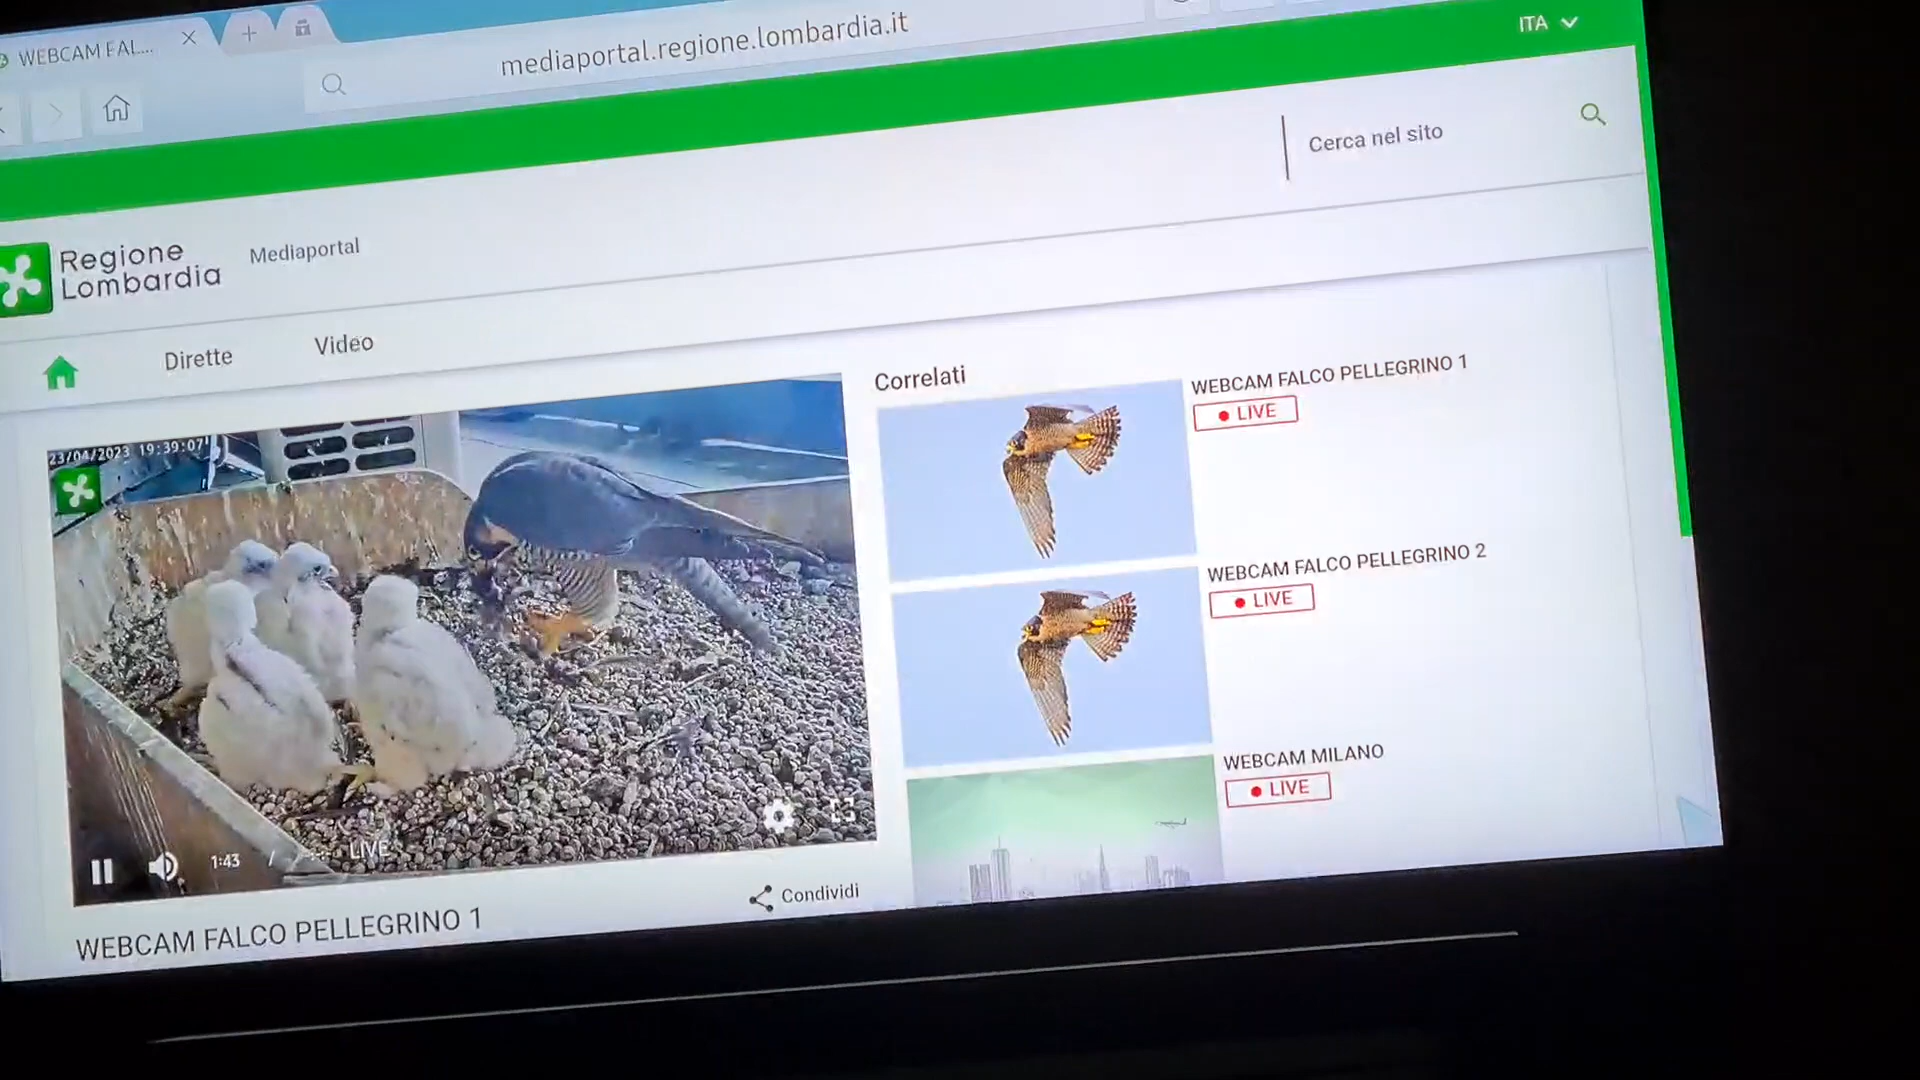 WEBCAM FAL...
mediaportal.regione.lombardia.it
ITA
Cerca nel sito
Regione
Lombardia
Mediaportal
Dirette
Video
23/04/2023 19:39:07
1:43 /
LIVE
Condividi
WEBCAM FALCO PELLEGRINO 1
Correlati
WEBCAM FALCO PELLEGRINO 1
LIVE
WEBCAM FALCO PELLEGRINO 2
LIVE
WEBCAM MILANO
LIVE